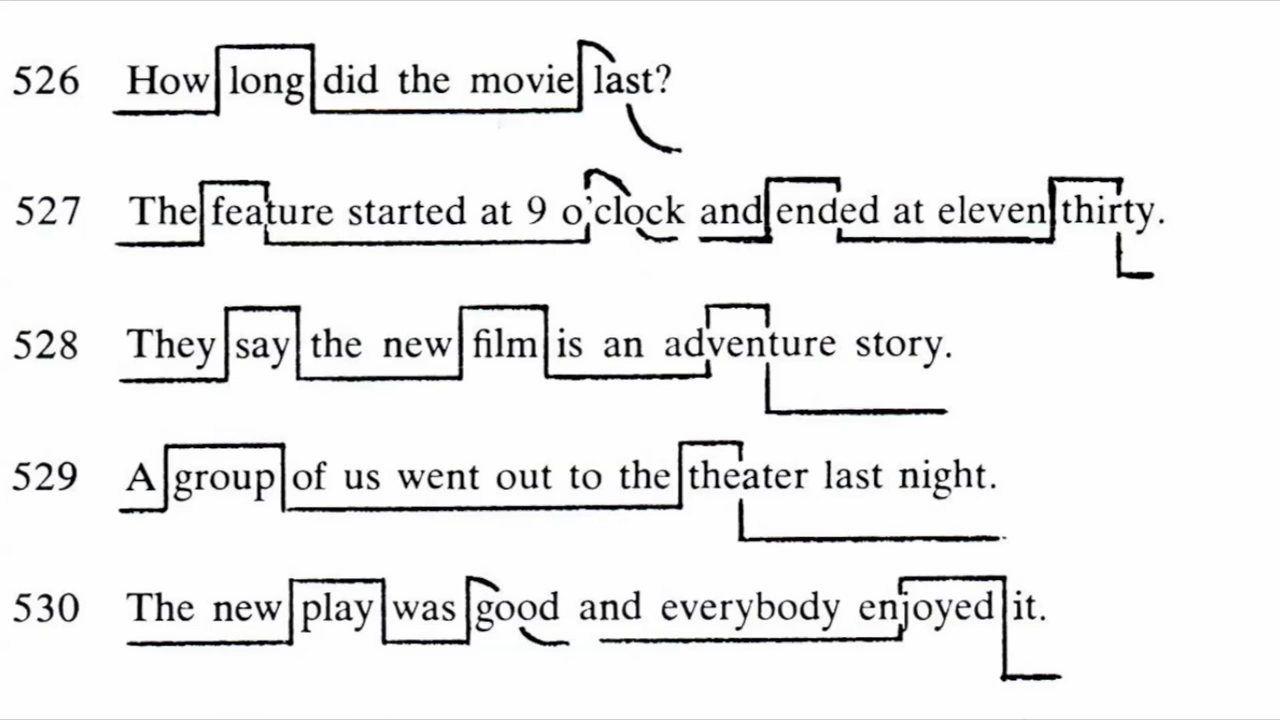 526 How long did the movie last?
527 The feature started at 9 o'clock and ended at eleven thirty.
528 They say the new film is an adventure story.
529 A group of us went out to the theater last night.
530 The new play was good and everybody enjoyed it.